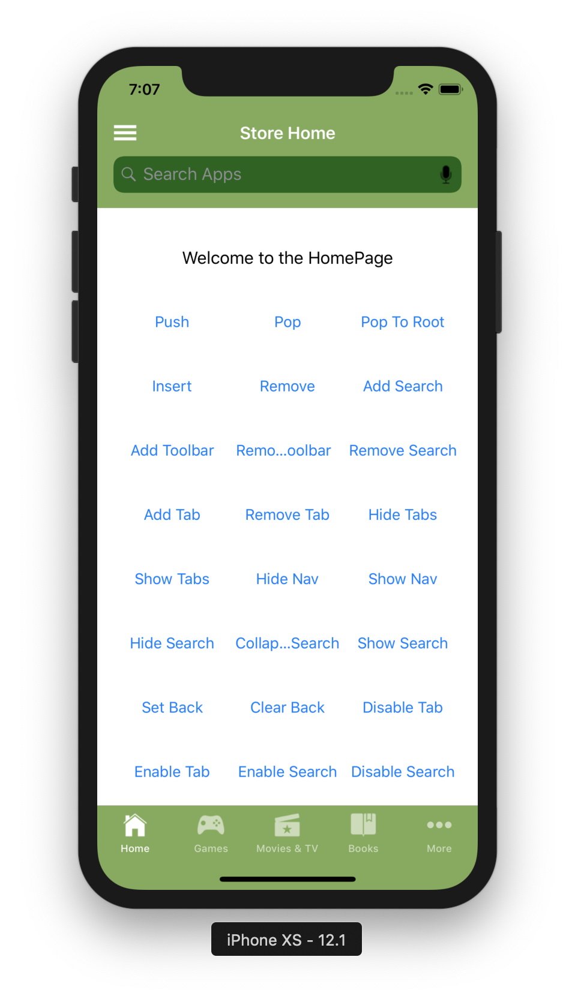 7:07
Store Home
Search Apps
Welcome to the HomePage
Push Pop Pop To Root
Insert Remove Add Search
Add Toolbar Remo...oolbar Remove Search
Add Tab Remove Tab Hide Tabs
Show Tabs Hide Nav Show Nav
Hide Search Collap...Search Show Search
Set Back Clear Back Disable Tab
Enable Tab Enable Search Disable Search
Home Games Movies & TV Books More
iPhone XS - 12.1